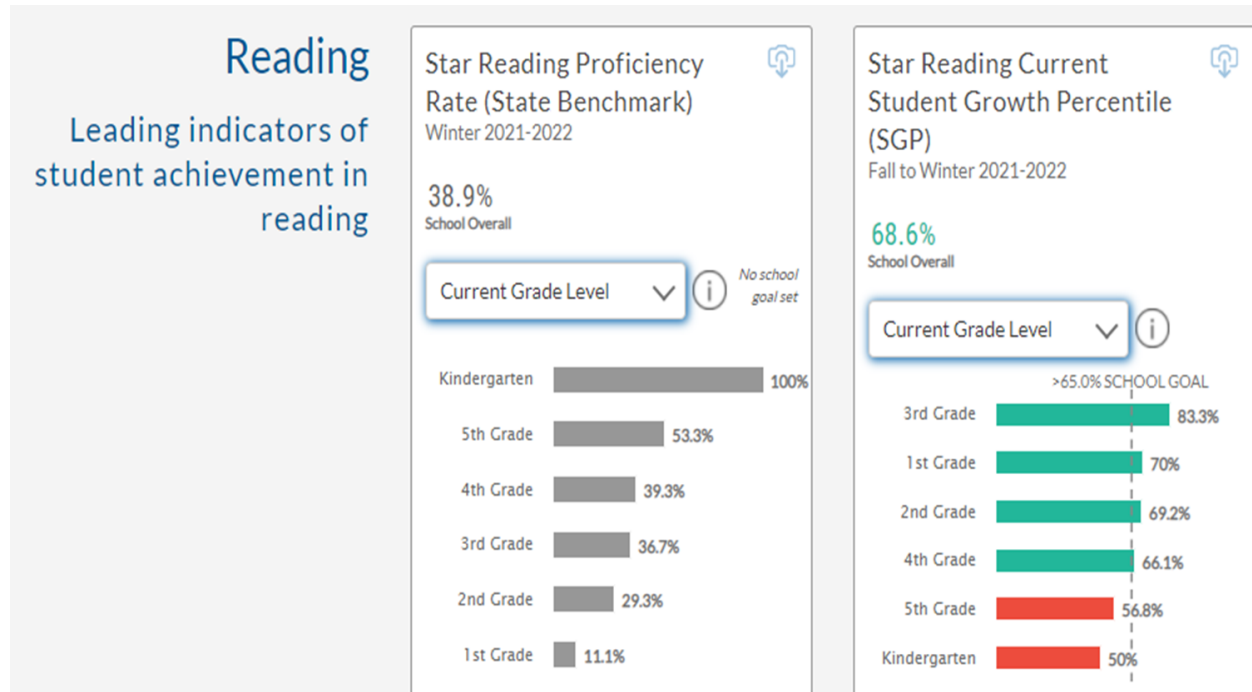 Reading
Leading indicators of
student achievement in
reading
Star Reading Proficiency
Rate (State Benchmark)
Winter 2021-2022
38.9%
School Overall
Current Grade Level
No school
goal set
Kindergarten 100%
5th Grade 53.3%
4th Grade 39.3%
3rd Grade 36.7%
2nd Grade 29.3%
1st Grade 11.1%
Star Reading Current
Student Growth Percentile
(SGP)
Fall to Winter 2021-2022
68.6%
School Overall
Current Grade Level
>65.0% SCHOOL GOAL
3rd Grade 83.3%
1st Grade 70%
2nd Grade 69.2%
4th Grade 66.1%
5th Grade 56.8%
Kindergarten 50%